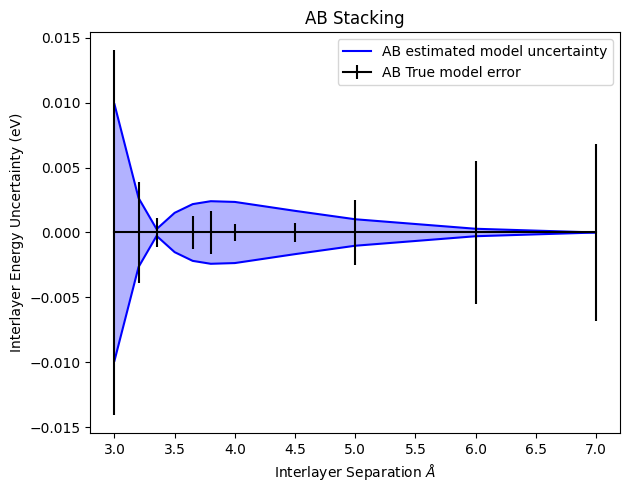 AB Stacking
AB estimated model uncertainty
AB True model error
Interlayer Energy Uncertainty (eV)
0.015
0.010
0.005
0.000
−0.005
−0.010
−0.015
3.0 3.5 4.0 4.5 5.0 5.5 6.0 6.5 7.0
Interlayer Separation Å